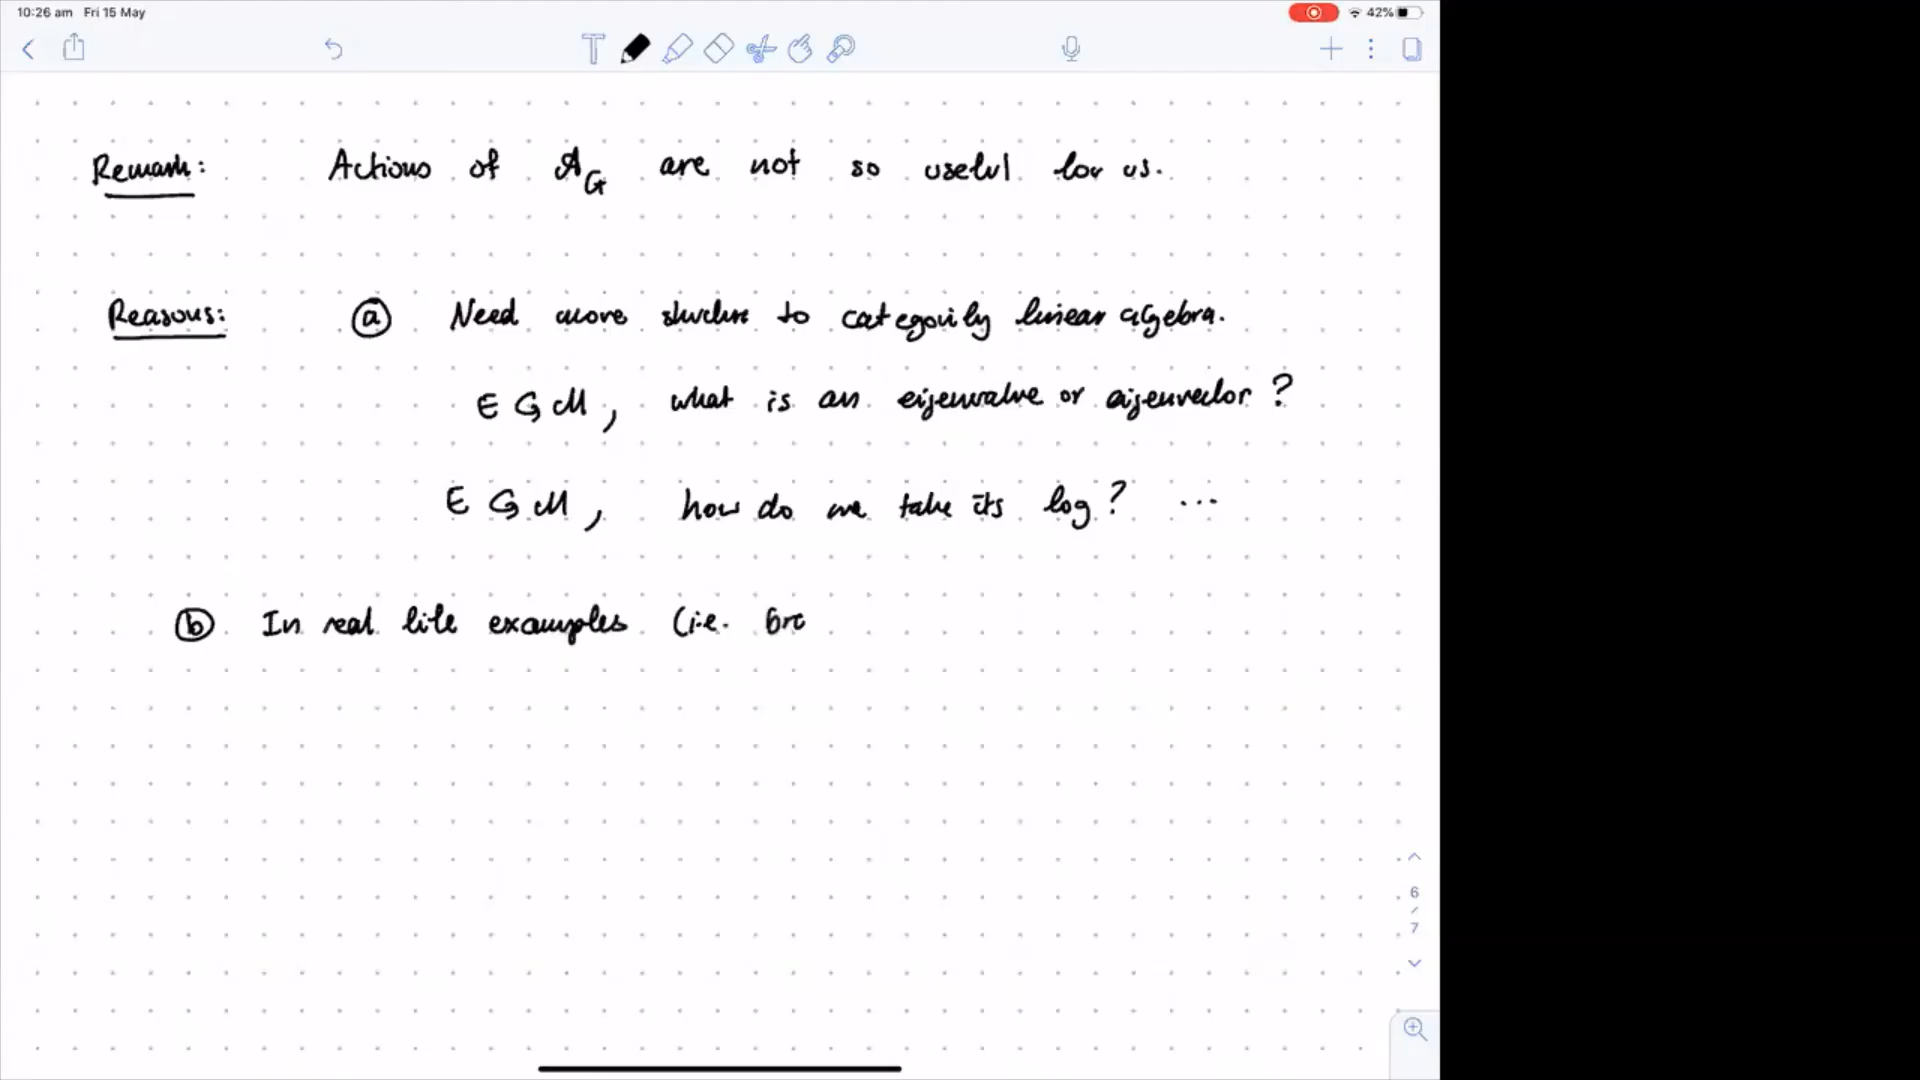 10:26 am Fri 15 May 42%
Remark: Actions of 𝒜_G are not so useful for us.
Reasons: ⓐ Need more structure to categorify linear algebra.
E G M, what is an eigenvalue or eigenvector?
E G M, how do we take its log? ...
ⓑ In real life examples (i.e. bro
6
/
7